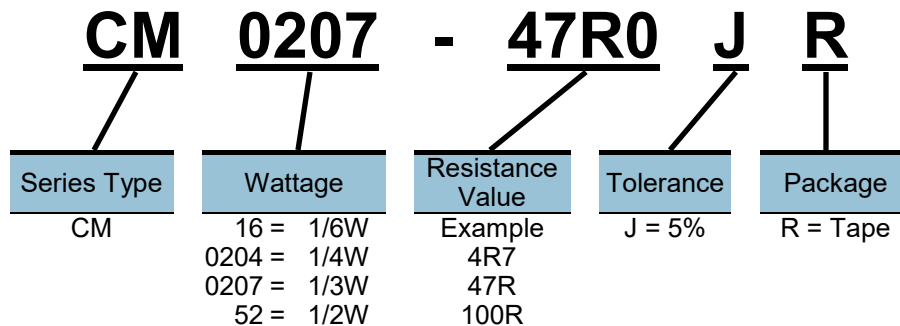 CM 0207 - 47R0 J R
Series Type Wattage Resistance Value Tolerance Package
CM 16 = 1/6W Example J = 5% R = Tape
0204 = 1/4W 4R7
0207 = 1/3W 47R
52 = 1/2W 100R